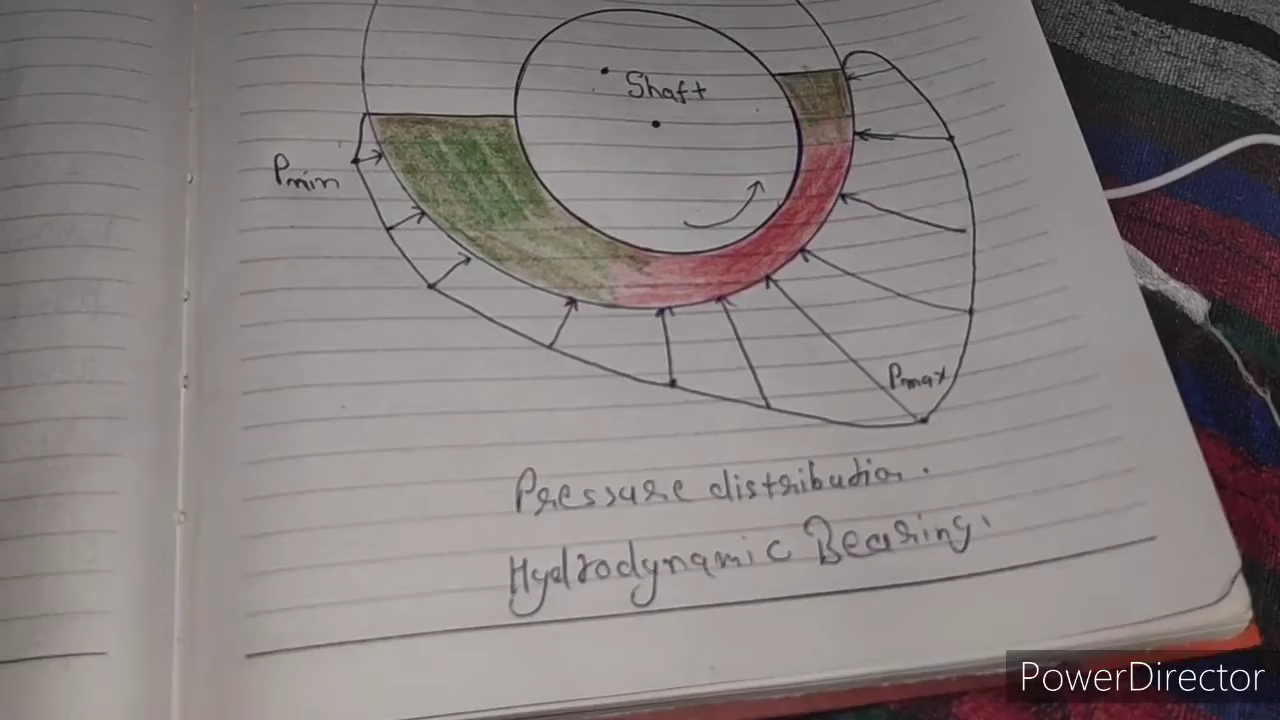 Shaft
Pmin
Pmax
Pressure distribution.
Hydrodynamic Bearing.
PowerDirector